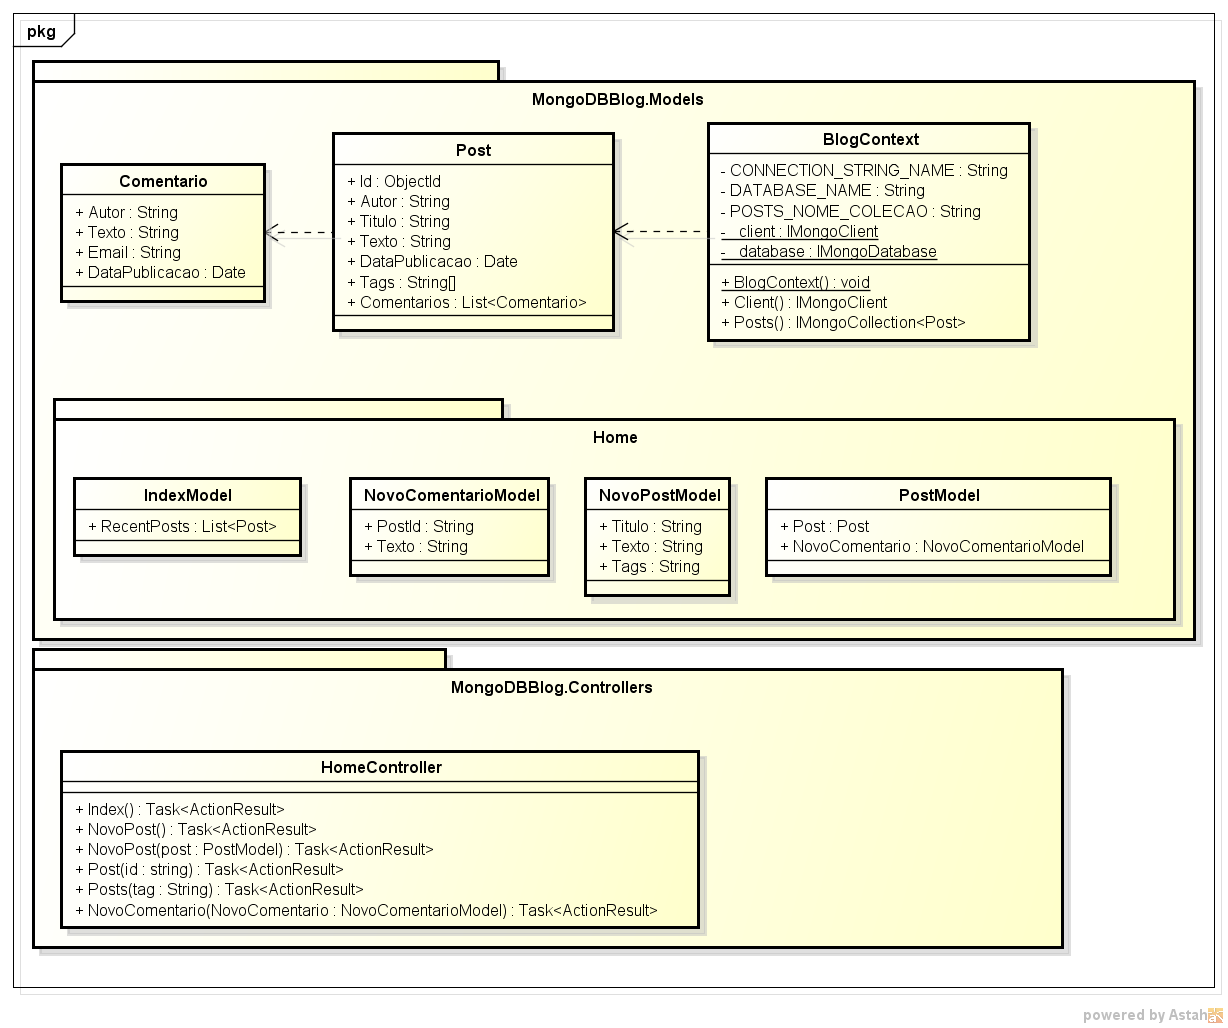 pkg
MongoDBBlog.Models
Comentario
+ Autor : String
+ Texto : String
+ Email : String
+ DataPublicacao : Date
Post
+ Id : ObjectId
+ Autor : String
+ Titulo : String
+ Texto : String
+ DataPublicacao : Date
+ Tags : String[]
+ Comentarios : List<Comentario>
BlogContext
- CONNECTION_STRING_NAME : String
- DATABASE_NAME : String
- POSTS_NOME_COLECAO : String
- _client : IMongoClient
- _database : IMongoDatabase
+ BlogContext() : void
+ Client() : IMongoClient
+ Posts() : IMongoCollection<Post>
Home
IndexModel
+ RecentPosts : List<Post>
NovoComentarioModel
+ PostId : String
+ Texto : String
NovoPostModel
+ Titulo : String
+ Texto : String
+ Tags : String
PostModel
+ Post : Post
+ NovoComentario : NovoComentarioModel
MongoDBBlog.Controllers
HomeController
+ Index() : Task<ActionResult>
+ NovoPost() : Task<ActionResult>
+ NovoPost(post : PostModel) : Task<ActionResult>
+ Post(id : string) : Task<ActionResult>
+ Posts(tag : String) : Task<ActionResult>
+ NovoComentario(NovoComentario : NovoComentarioModel) : Task<ActionResult>
powered by Astah